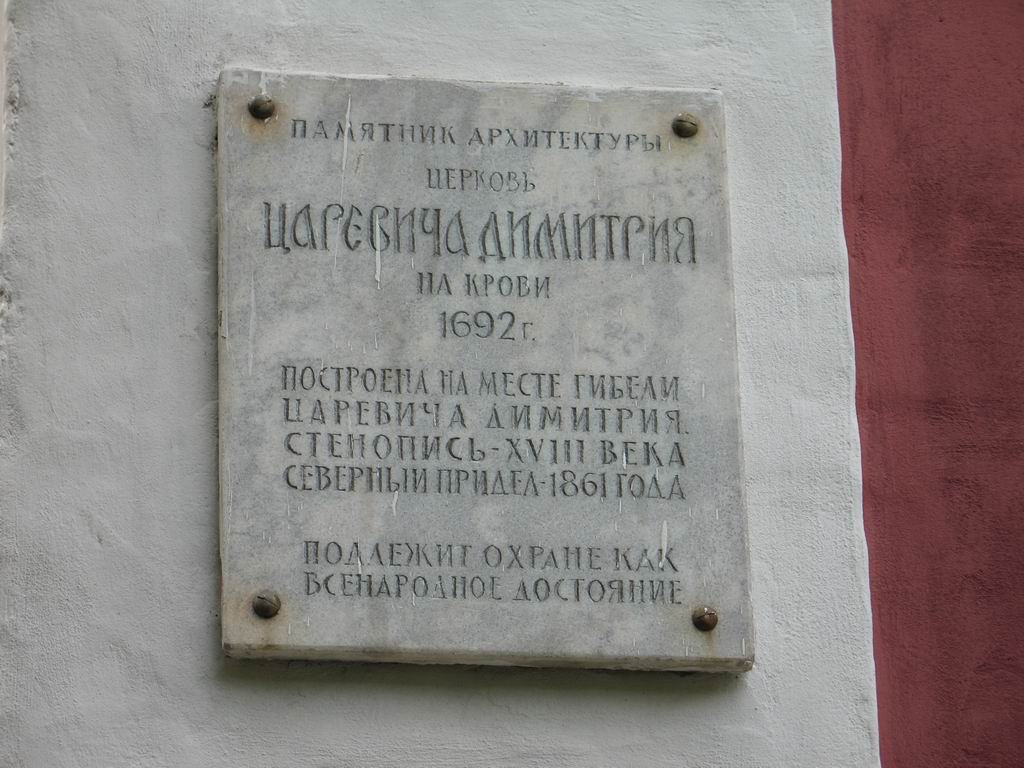 ПАМЯТНИК АРХИТЕКТУРЫ
ЦЕРКОВЬ
ЦАРЕВИЧА ДИМИТРИЯ
НА КРОВИ
1692 г.
ПОСТРОЕНА НА МЕСТЕ ГИБЕЛИ
ЦАРЕВИЧА ДИМИТРИЯ.
СТЕНОПИСЬ-XVIII ВЕКА
СЕВЕРНЫЙ ПРИДЕЛ-1861 ГОДА
ПОДЛЕЖИТ ОХРАНЕ КАК
ВСЕНАРОДНОЕ ДОСТОЯНИЕ